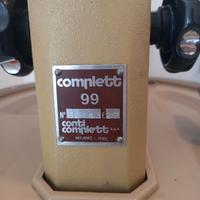 complett
99
N°
conti
complett s.p.a.
MILANO - Italy